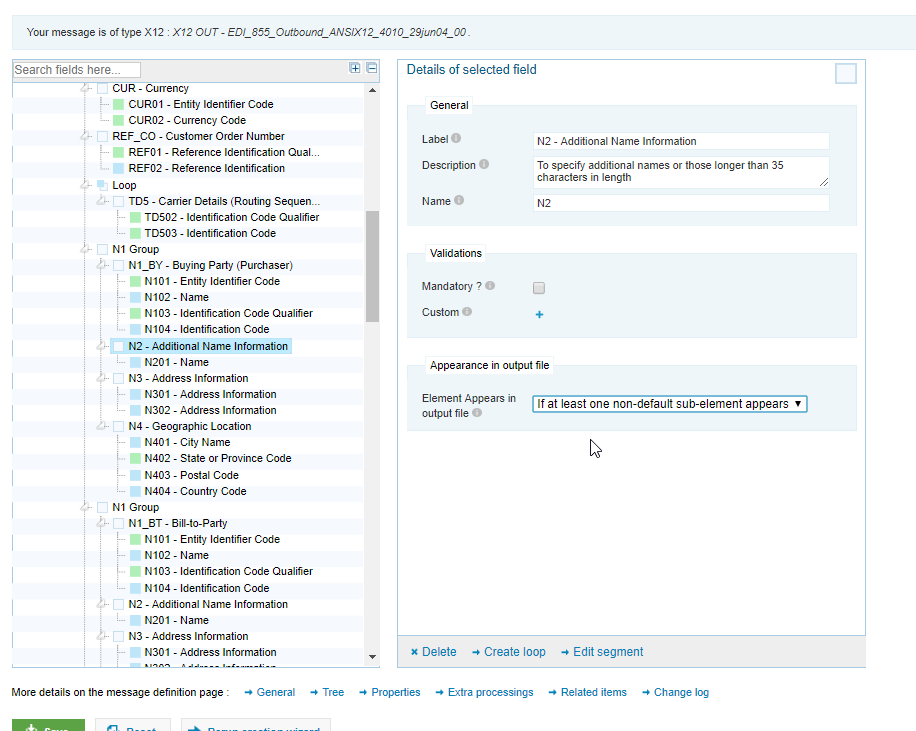 Your message is of type X12 : X12 OUT - EDI_855_Outbound_ANSIX12_4010_29jun04_00 .
Search fields here...
CUR - Currency
CUR01 - Entity Identifier Code
CUR02 - Currency Code
REF_CO - Customer Order Number
REF01 - Reference Identification Qual...
REF02 - Reference Identification
Loop
TD5 - Carrier Details (Routing Sequen...
TD502 - Identification Code Qualifier
TD503 - Identification Code
N1 Group
N1_BY - Buying Party (Purchaser)
N101 - Entity Identifier Code
N102 - Name
N103 - Identification Code Qualifier
N104 - Identification Code
N2 - Additional Name Information
N201 - Name
N3 - Address Information
N301 - Address Information
N302 - Address Information
N4 - Geographic Location
N401 - City Name
N402 - State or Province Code
N403 - Postal Code
N404 - Country Code
N1 Group
N1_BT - Bill-to-Party
N101 - Entity Identifier Code
N102 - Name
N103 - Identification Code Qualifier
N104 - Identification Code
N2 - Additional Name Information
N201 - Name
N3 - Address Information
N301 - Address Information
N302 - Address Information
Details of selected field
General
Label
N2 - Additional Name Information
Description
To specify additional names or those longer than 35
characters in length
Name
N2
Validations
Mandatory ?
Custom
Appearance in output file
Element Appears in
output file
If at least one non-default sub-element appears
Delete
Create loop
Edit segment
More details on the message definition page :
General
Tree
Properties
Extra processings
Related items
Change log
Save
Reset
Rerun creation wizard